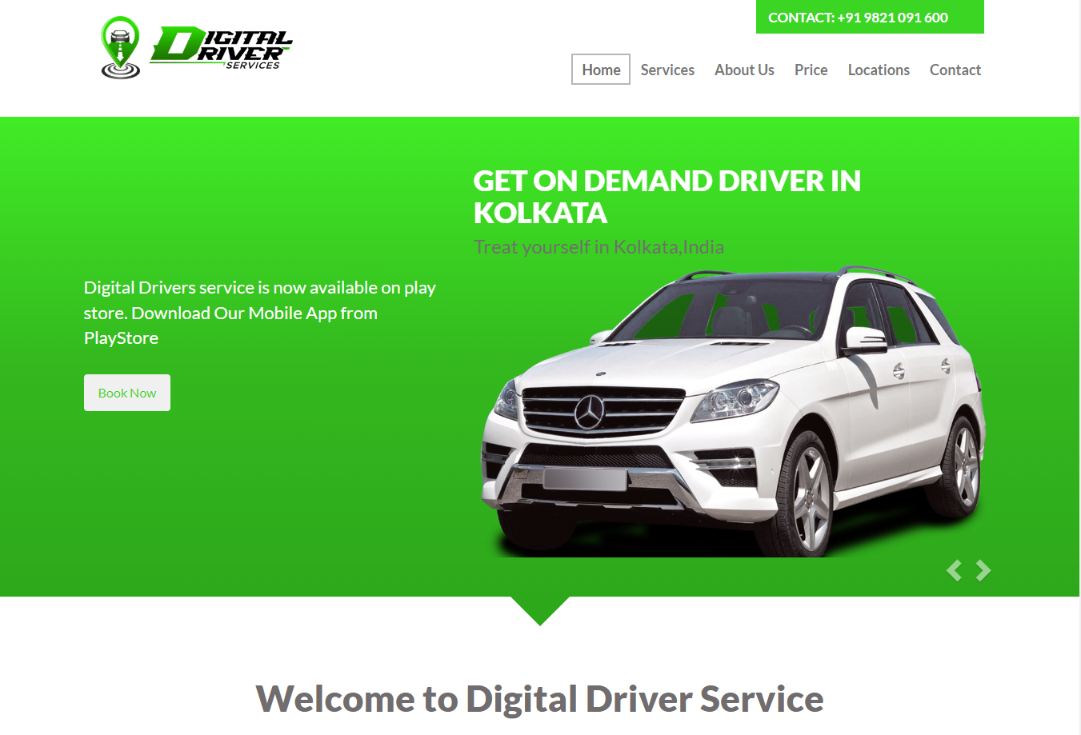 DIGITAL
DRIVER
SERVICES
CONTACT: +91 9821 091 600
Home Services About Us Price Locations Contact
GET ON DEMAND DRIVER IN
KOLKATA
Treat yourself in Kolkata,India
Digital Drivers service is now available on play
store. Download Our Mobile App from
PlayStore
Book Now
Welcome to Digital Driver Service